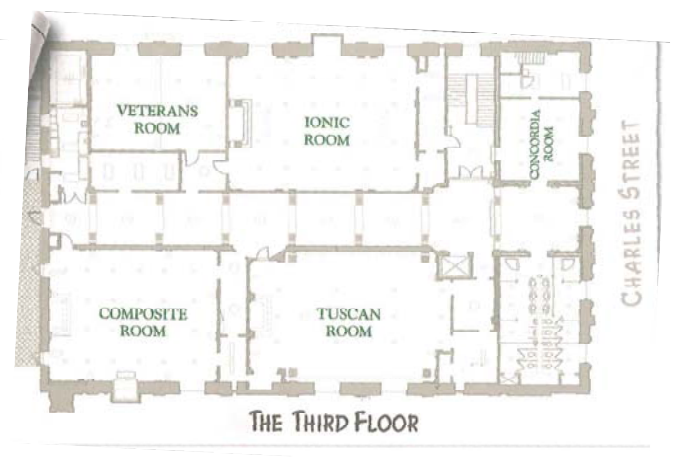 VETERANS
ROOM
IONIC
ROOM
CONCORDIA
ROOM
CHARLES STREET
COMPOSITE
ROOM
TUSCAN
ROOM
THE THIRD FLOOR